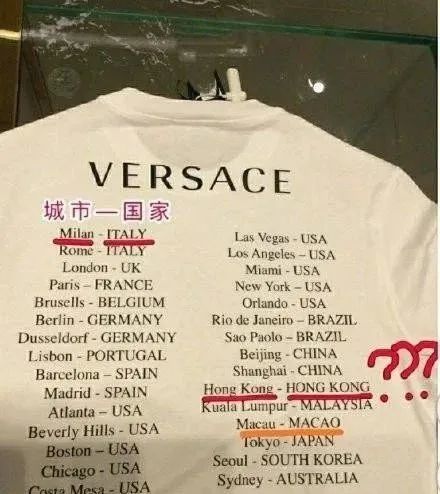 VERSACE
城市—国家
Milan - ITALY
Rome - ITALY
London - UK
Paris – FRANCE
Brusells - BELGIUM
Berlin - GERMANY
Dusseldorf - GERMANY
Lisbon - PORTUGAL
Barcelona – SPAIN
Madrid - SPAIN
Atlanta – USA
Beverly Hills - USA
Boston – USA
Chicago - USA
Costa Mesa - USA
Las Vegas - USA
Los Angeles – USA
Miami - USA
New York – USA
Orlando - USA
Rio de Janeiro – BRAZIL
Sao Paolo – BRAZIL
Beijing - CHINA
Shanghai - CHINA
Hong Kong - HONG KONG
???
Kuala Lumpur - MALAYSIA
Macau - MACAO
Tokyo - JAPAN
Seoul - SOUTH KOREA
Sydney - AUSTRALIA